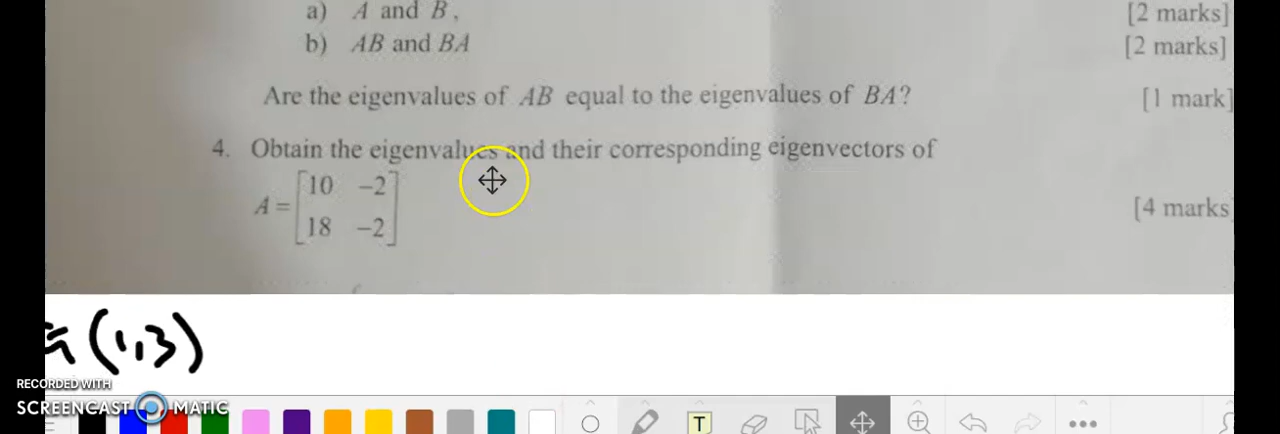 a) A and B, [2 marks]
b) AB and BA [2 marks]
Are the eigenvalues of AB equal to the eigenvalues of BA? [1 mark]
4. Obtain the eigenvalues and their corresponding eigenvectors of
A = [10 -2
18 -2] [4 marks
(1,3)
RECORDED WITH
SCREENCAST MATIC
T